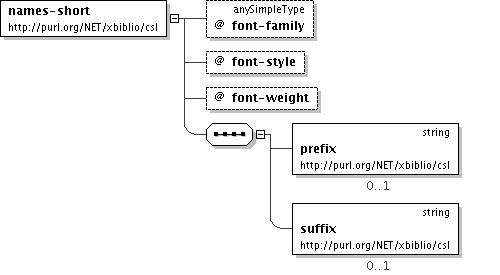 names-short
http://purl.org/NET/xbiblio/csl
anySimpleType
@ font-family
@ font-style
@ font-weight
string
prefix
http://purl.org/NET/xbiblio/csl
0..1
string
suffix
http://purl.org/NET/xbiblio/csl
0..1